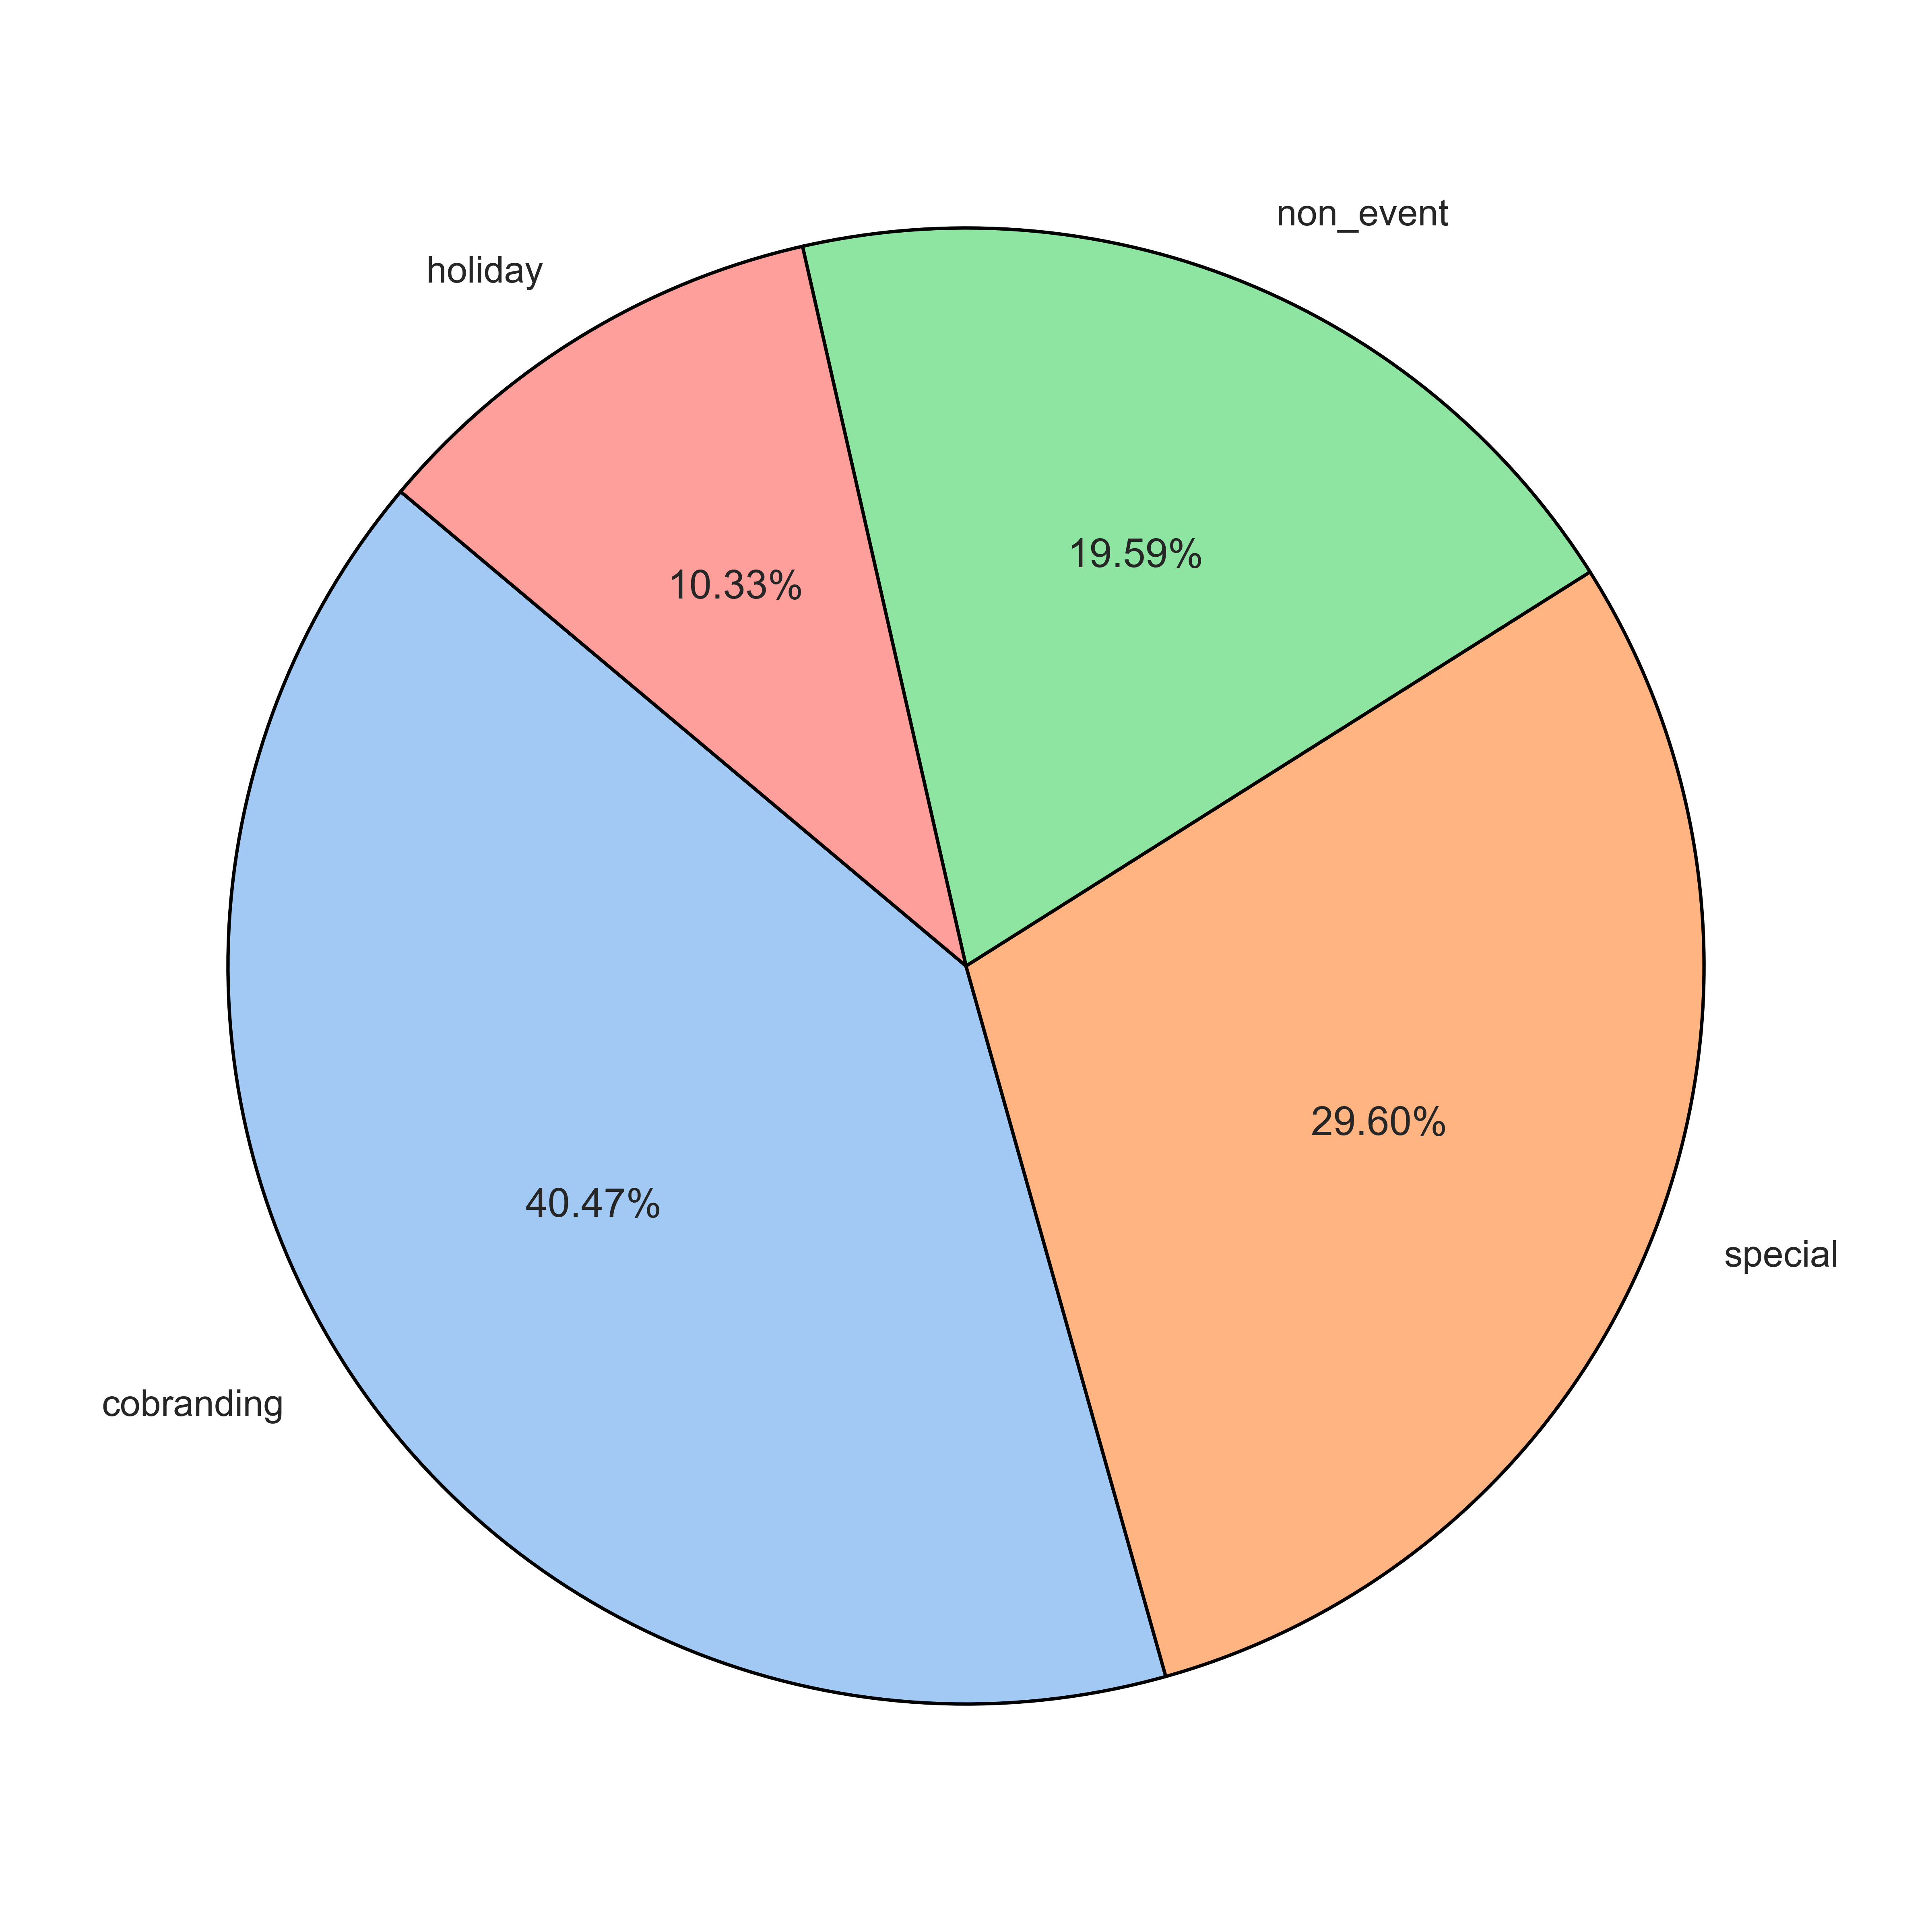 non_event
holiday
19.59%
10.33%
29.60%
40.47%
special
cobranding